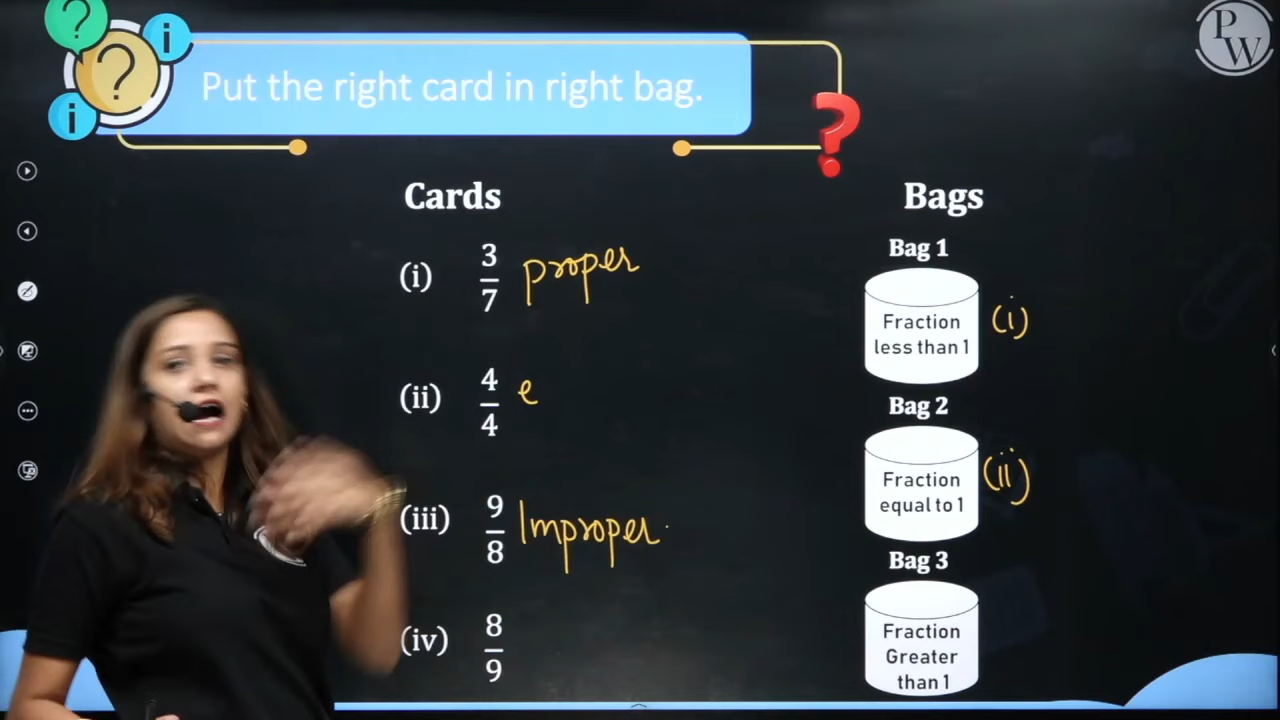 Put the right card in right bag.
PW
Cards
Bags
(i) 3/7 proper
(ii) 4/4 e
(iii) 9/8 Improper.
(iv) 8/9
Bag 1
Fraction
less than 1
(i)
Bag 2
Fraction
equal to 1
(ii)
Bag 3
Fraction
Greater
than 1